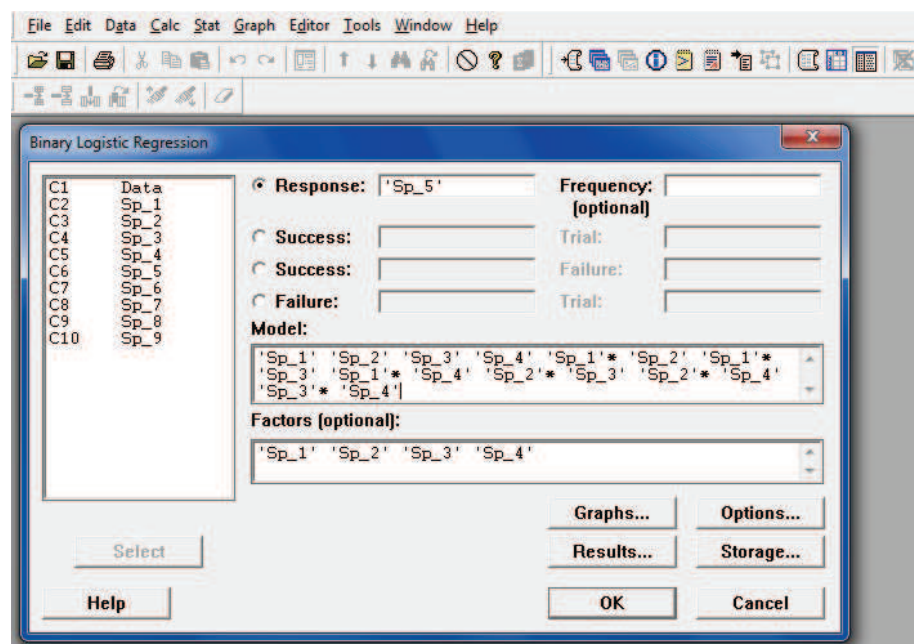 File Edit Data Calc Stat Graph Editor Tools Window Help
Binary Logistic Regression
C1 Data
C2 Sp_1
C3 Sp_2
C4 Sp_3
C5 Sp_4
C6 Sp_5
C7 Sp_6
C8 Sp_7
C9 Sp_8
C10 Sp_9
Response: 'Sp_5' Frequency:
(optional)
Success: Trial:
Success: Failure:
Failure: Trial:
Model:
'Sp_1' 'Sp_2' 'Sp_3' 'Sp_4' 'Sp_1'* 'Sp_2' 'Sp_1'*
'Sp_3' 'Sp_1'* 'Sp_4' 'Sp_2'* 'Sp_3' 'Sp_2'* 'Sp_4'
'Sp_3'* 'Sp_4'
Factors (optional):
'Sp_1' 'Sp_2' 'Sp_3' 'Sp_4'
Graphs... Options...
Select Results... Storage...
Help OK Cancel